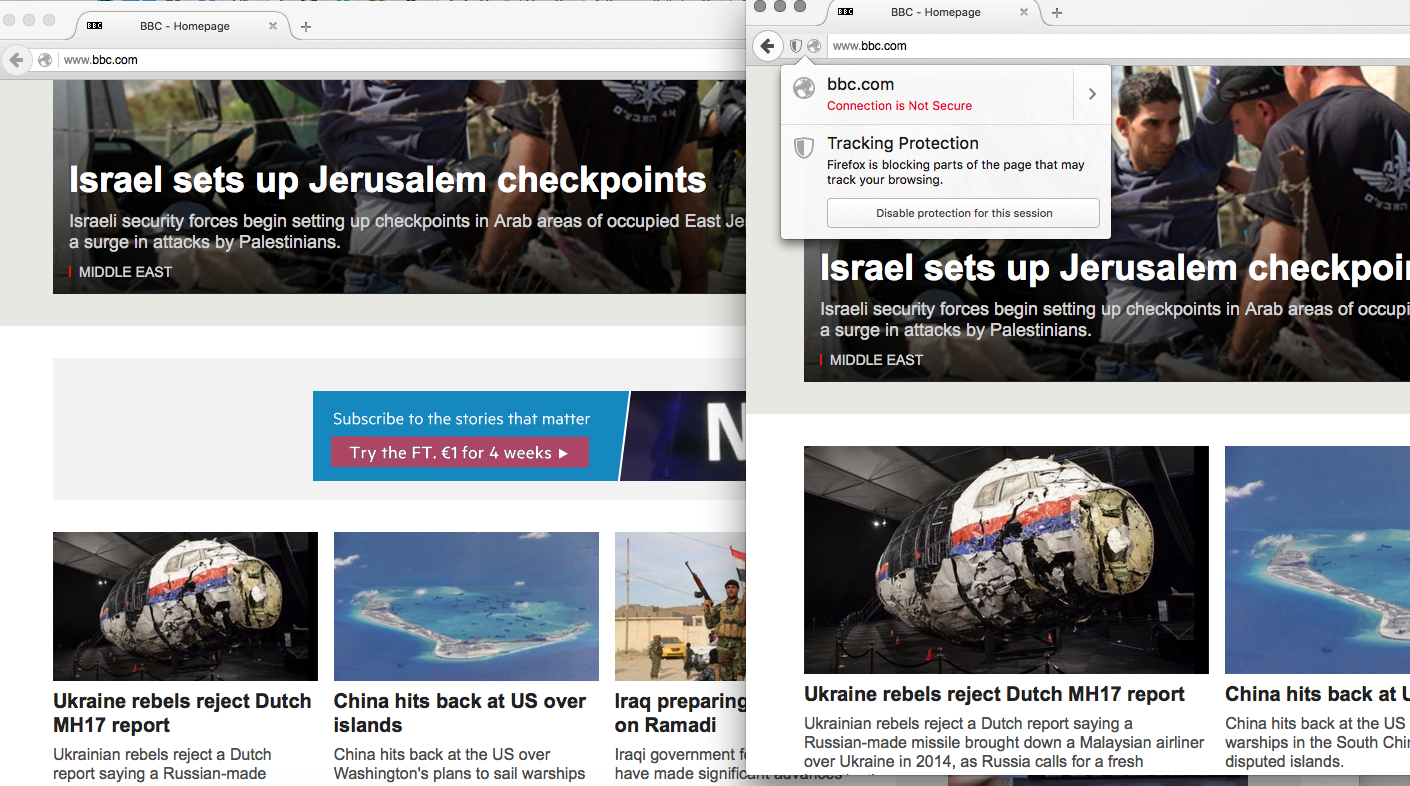 BBC BBC - Homepage
www.bbc.com
Israel sets up Jerusalem checkpoints
Israeli security forces begin setting up checkpoints in Arab areas of occupied East Je
a surge in attacks by Palestinians.
MIDDLE EAST
Subscribe to the stories that matter
Try the FT. €1 for 4 weeks ►
N
Ukraine rebels reject Dutch
MH17 report
Ukrainian rebels reject a Dutch
report saying a Russian-made
China hits back at US over
islands
China hits back at the US over
Washington's plans to sail warships
Iraq preparing
on Ramadi
Iraqi government f
have made significant advances
BBC BBC - Homepage
www.bbc.com
bbc.com
Connection is Not Secure
Tracking Protection
Firefox is blocking parts of the page that may
track your browsing.
Disable protection for this session
Israel sets up Jerusalem checkpoi
Israeli security forces begin setting up checkpoints in Arab areas of occupi
a surge in attacks by Palestinians.
MIDDLE EAST
Ukraine rebels reject Dutch MH17 report
Ukrainian rebels reject a Dutch report saying a
Russian-made missile brought down a Malaysian airliner
over Ukraine in 2014, as Russia calls for a fresh
China hits back at U
China hits back at the US
warships in the South Chi
disputed islands.